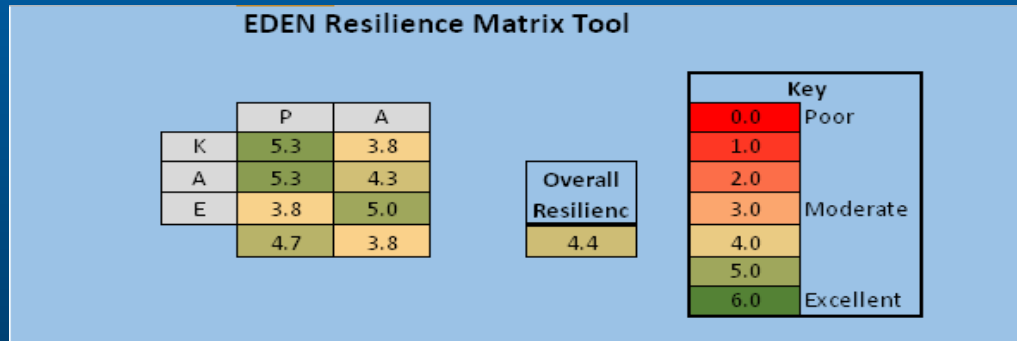 EDEN Resilience Matrix Tool
Key
P A
0.0 Poor
K 5.3 3.8
1.0
A 5.3 4.3
Overall
2.0
E 3.8 5.0
Resilienc
3.0 Moderate
4.7 3.8
4.4
4.0
5.0
6.0 Excellent